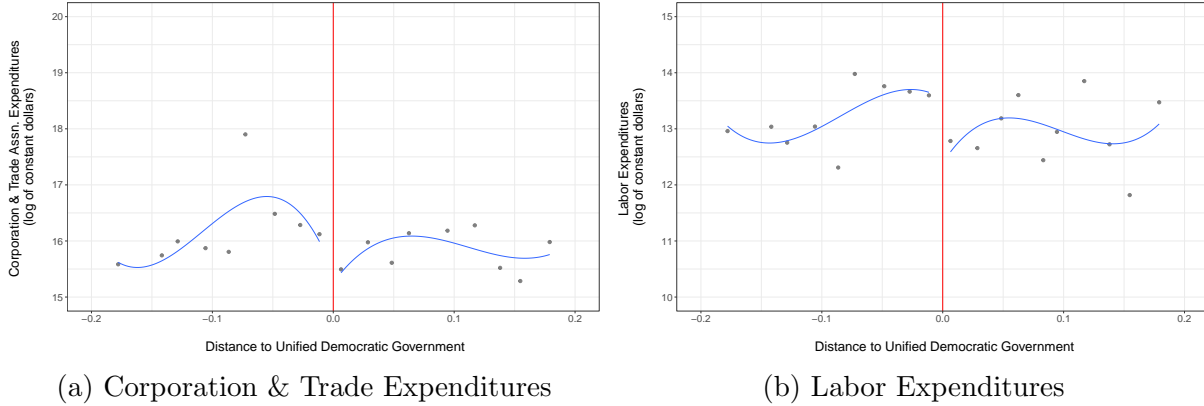 20
19
18
17
16
15
Corporation & Trade Assn. Expenditures
(log of constant dollars)
−0.2
−0.1
0.0
0.1
0.2
Distance to Unified Democratic Government
(a) Corporation & Trade Expenditures
15
14
13
12
11
10
Labor Expenditures
(log of constant dollars)
−0.2
−0.1
0.0
0.1
0.2
Distance to Unified Democratic Government
(b) Labor Expenditures